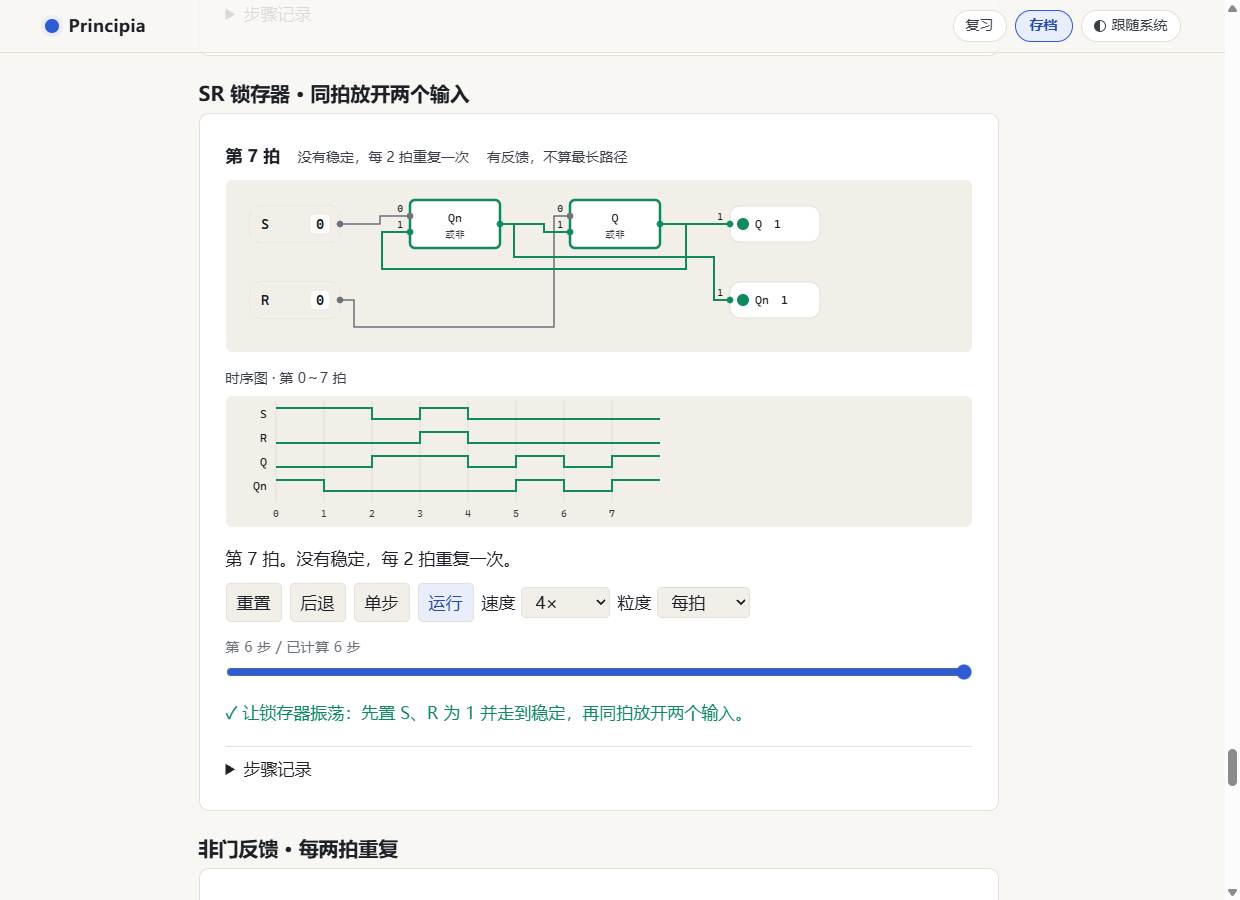 ▶ 步骤记录
Principia
复习
存档
跟随系统
SR 锁存器・同拍放开两个输入
第 7 拍 没有稳定，每 2 拍重复一次 有反馈，不算最长路径
S 0
0
1
Qn
或非
0
1
Q
或非
1
Q 1
R 0
1
Qn 1
时序图 · 第 0～7 拍
S
R
Q
Qn
0 1 2 3 4 5 6 7
第 7 拍。没有稳定，每 2 拍重复一次。
重置 后退 单步 运行 速度 4× 粒度 每拍
第 6 步 / 已计算 6 步
✓ 让锁存器振荡：先置 S、R 为 1 并走到稳定，再同拍放开两个输入。
▶ 步骤记录
非门反馈・每两拍重复